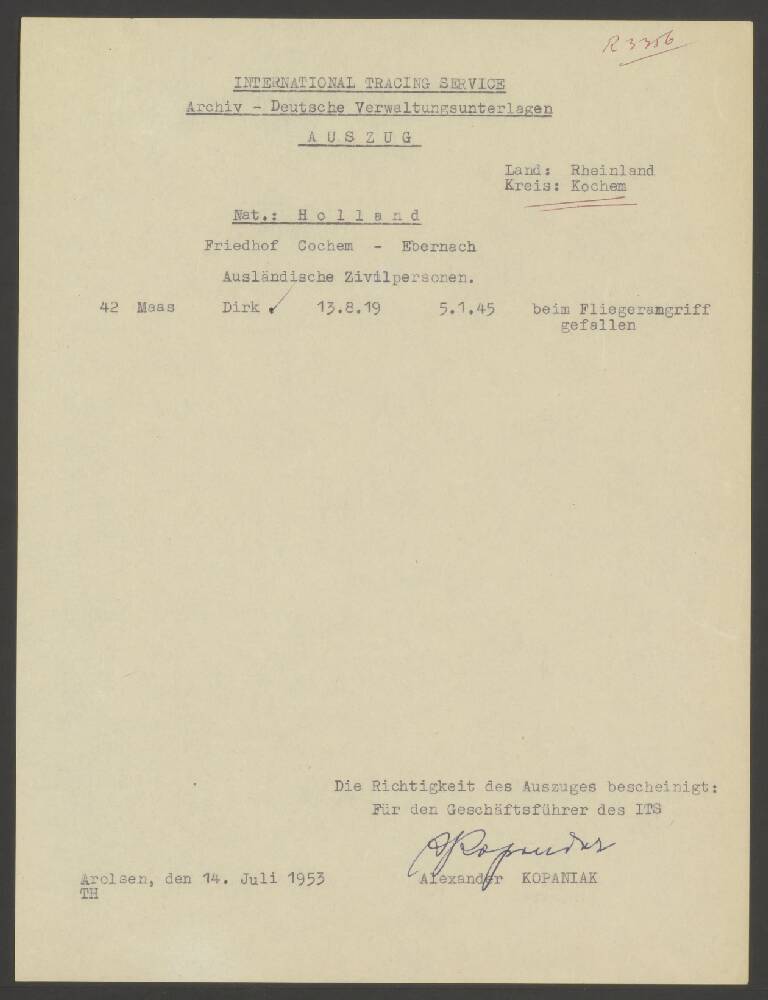 R 3356
INTERNATIONAL TRACING SERVICE
Archiv - Deutsche Verwaltungsunterlagen
A U S Z U G
Land: Rheinland
Kreis: Kochem
Nat.: H o l l a n d
Friedhof Cochem - Ebernach
Ausländische Zivilpersonen.
42 Maas Dirk ✓ 13.8.19 5.1.45 beim Fliegerangriff
gefallen
Die Richtigkeit des Auszuges bescheinigt:
Für den Geschäftsführer des ITS
Arolsen, den 14. Juli 1953 Alexander KOPANIAK
TH